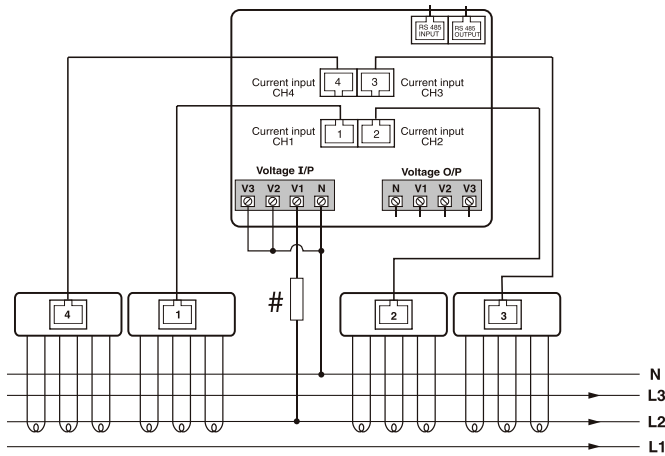 RS 485 RS 485
INPUT OUTPUT
4 3
Current input
CH4
Current input
CH3
1 2
Current input
CH1
Current input
CH2
Voltage I/P
V3 V2 V1 N
Voltage O/P
N V1 V2 V3
#
4 1 2 3
N
L3
L2
L1